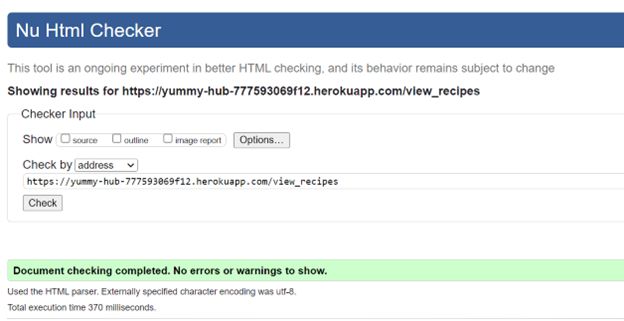 Nu Html Checker
This tool is an ongoing experiment in better HTML checking, and its behavior remains subject to change
Showing results for https://yummy-hub-777593069f12.herokuapp.com/view_recipes
Checker Input
Show source outline image report Options...
Check by address
https://yummy-hub-777593069f12.herokuapp.com/view_recipes
Check
Document checking completed. No errors or warnings to show.
Used the HTML parser. Externally specified character encoding was utf-8.
Total execution time 370 milliseconds.